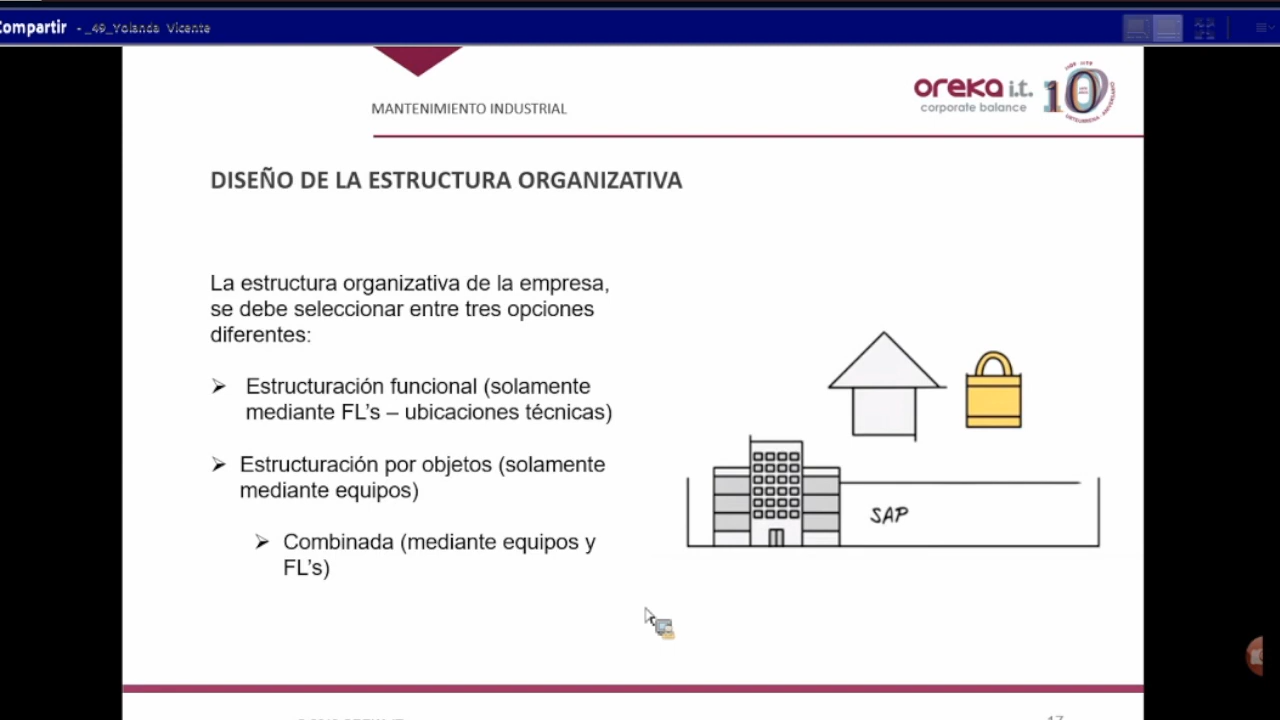 Compartir - _49_Yolanda Vicente
MANTENIMIENTO INDUSTRIAL
oreka i.t.
corporate balance
10
DISEÑO DE LA ESTRUCTURA ORGANIZATIVA
La estructura organizativa de la empresa,
se debe seleccionar entre tres opciones
diferentes:
➢ Estructuración funcional (solamente
mediante FL’s – ubicaciones técnicas)
➢ Estructuración por objetos (solamente
mediante equipos)
➢ Combinada (mediante equipos y
FL’s)
SAP